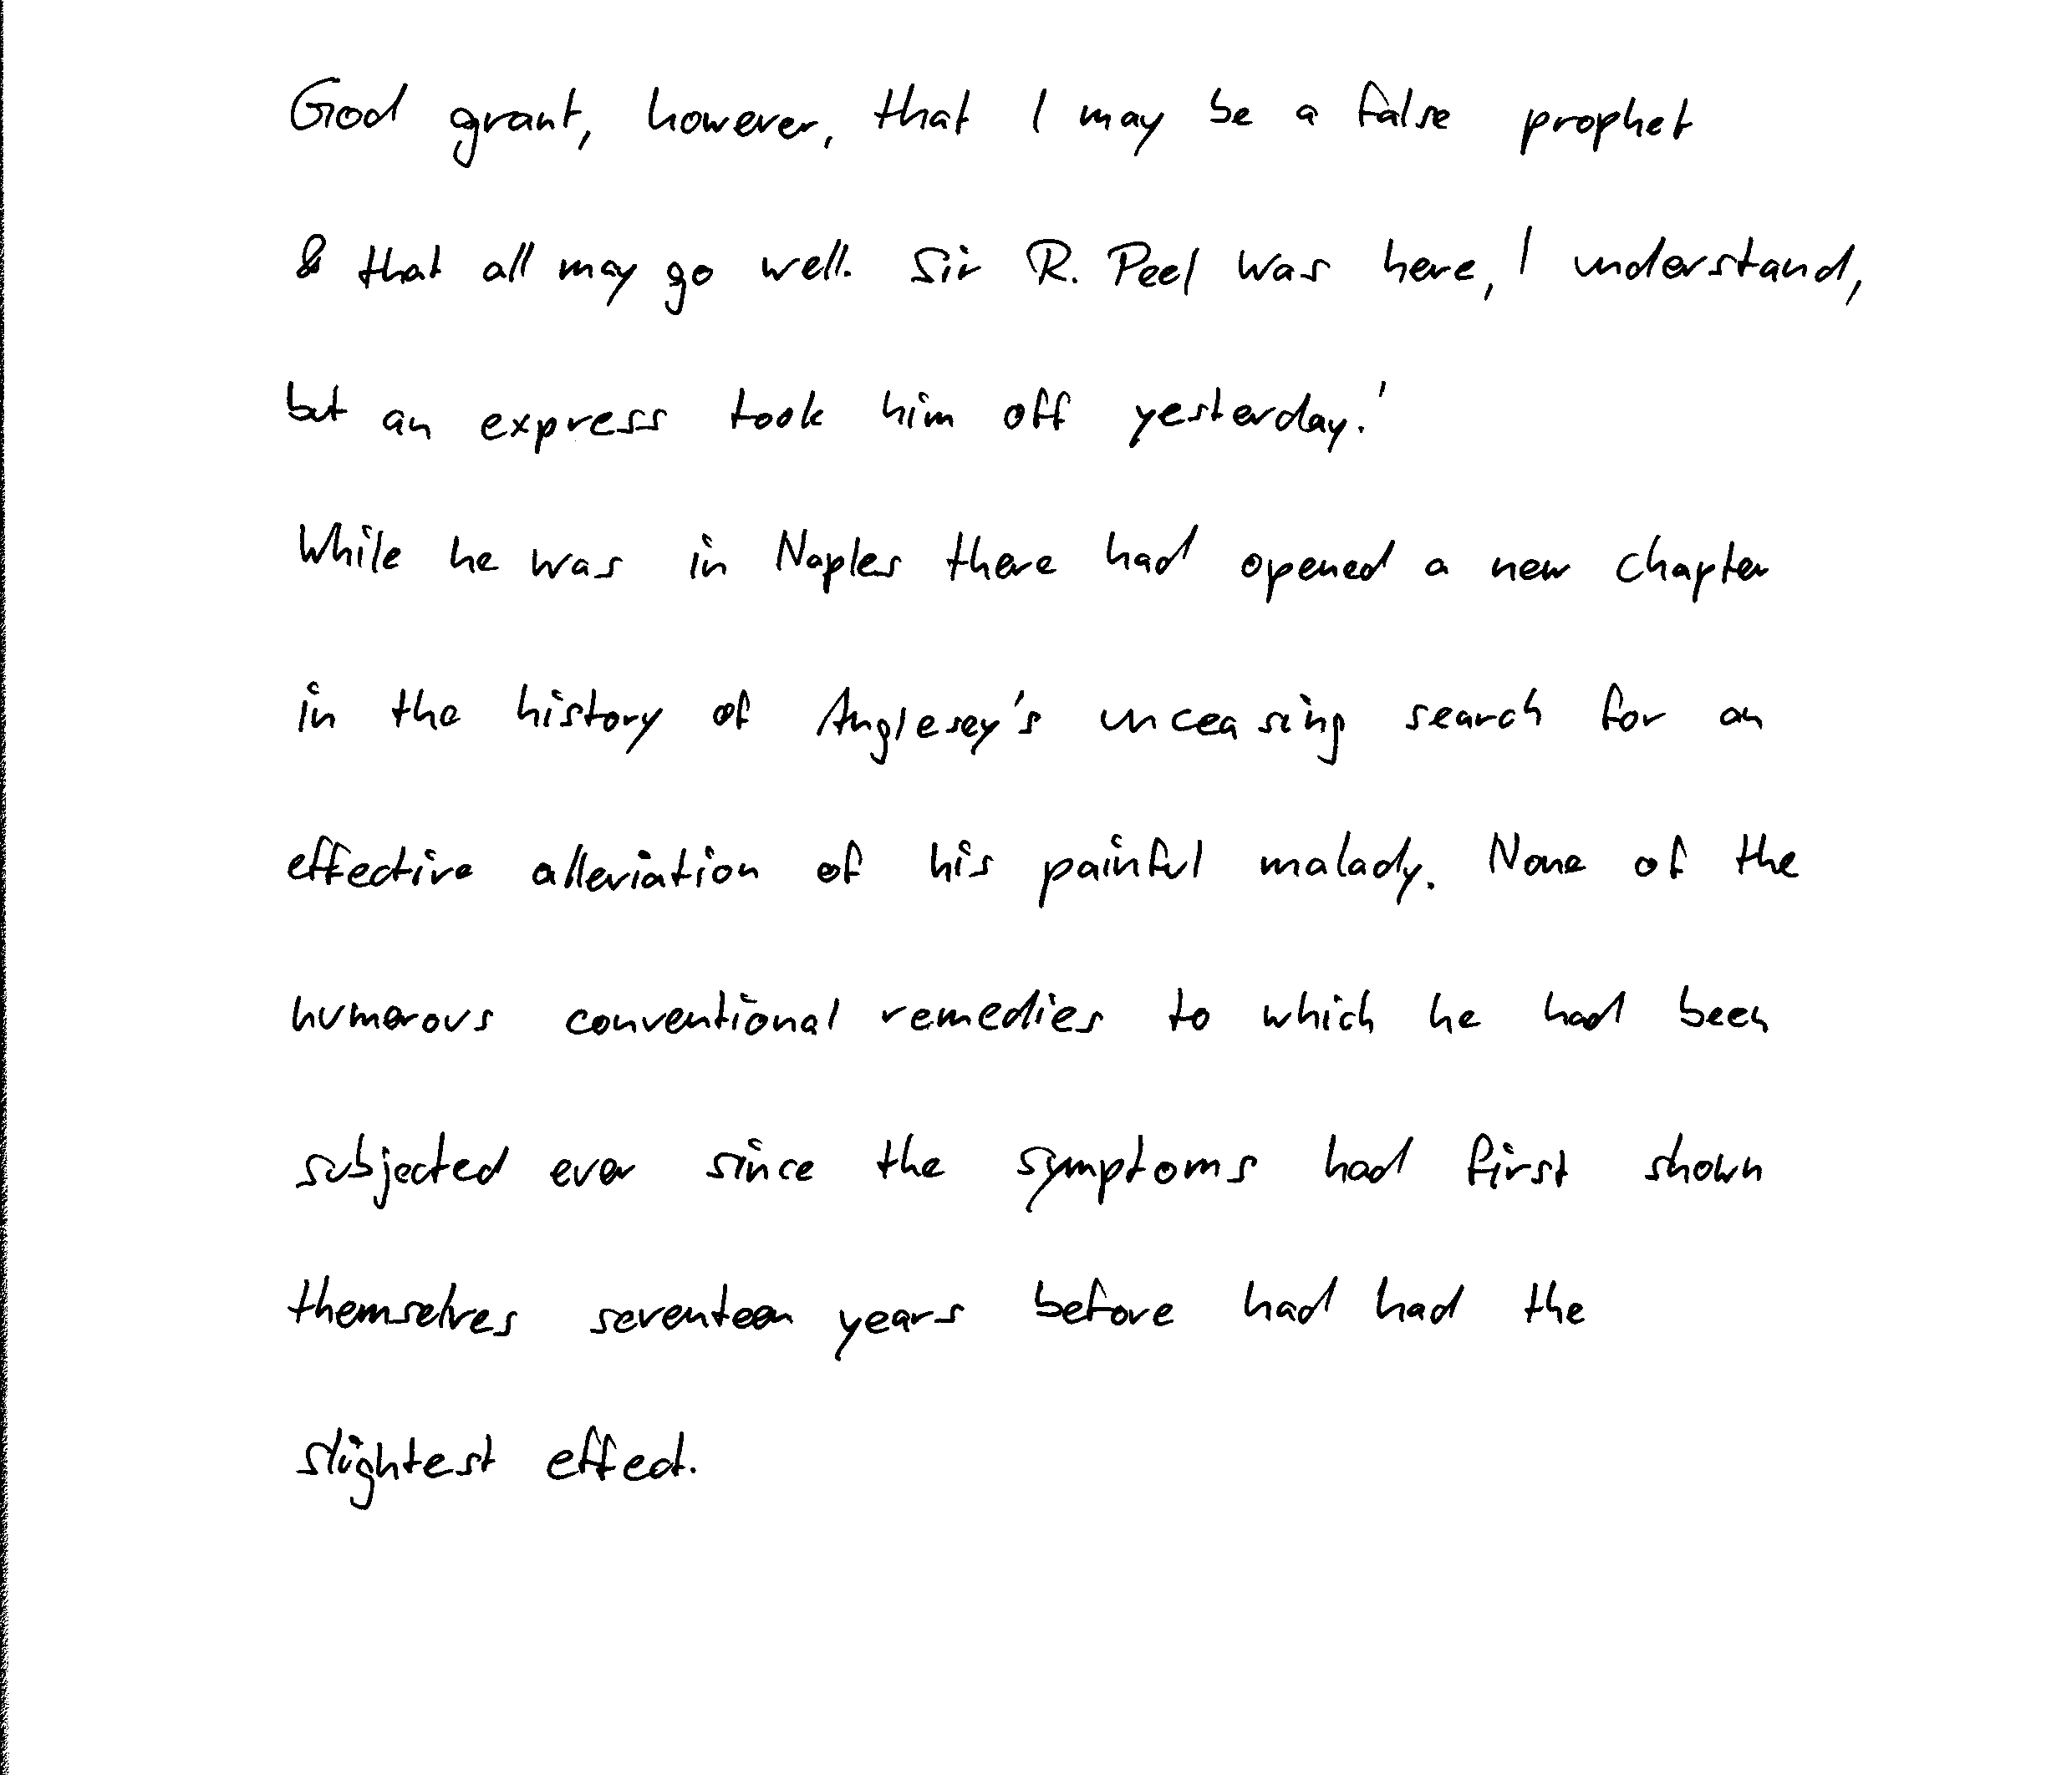 God grant, however, that I may be a false prophet
& that all may go well. Sir R. Peel was here, I understand,
but an express took him off yesterday.'
While he was in Naples there had opened a new chapter
in the history of Anglesey's unceasing search for an
effective alleviation of his painful malady. None of the
humerous conventional remedies to which he had been
subjected ever since the symptoms had first shown
themselves seventeen years before had had the
slightest effect.